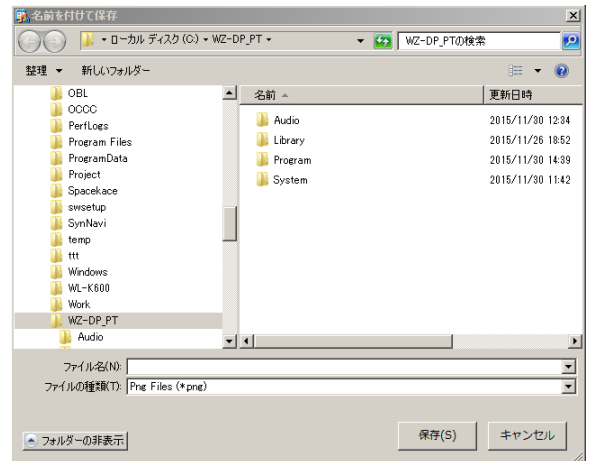 名前を付けて保存
ローカル ディスク (C:) WZ-DP_PT
WZ-DP_PTの検索
整理 新しいフォルダー
OBL
OCCC
PerfLogs
Program Files
ProgramData
Project
Spacekace
swsetup
SynNavi
temp
ttt
Windows
WL-K600
Work
WZ-DP_PT
Audio
名前 更新日時
Audio 2015/11/30 12:34
Library 2015/11/26 18:52
Program 2015/11/30 14:39
System 2015/11/30 11:42
ファイル名(N):
ファイルの種類(T): Png Files (*png)
フォルダーの非表示
保存(S) キャンセル